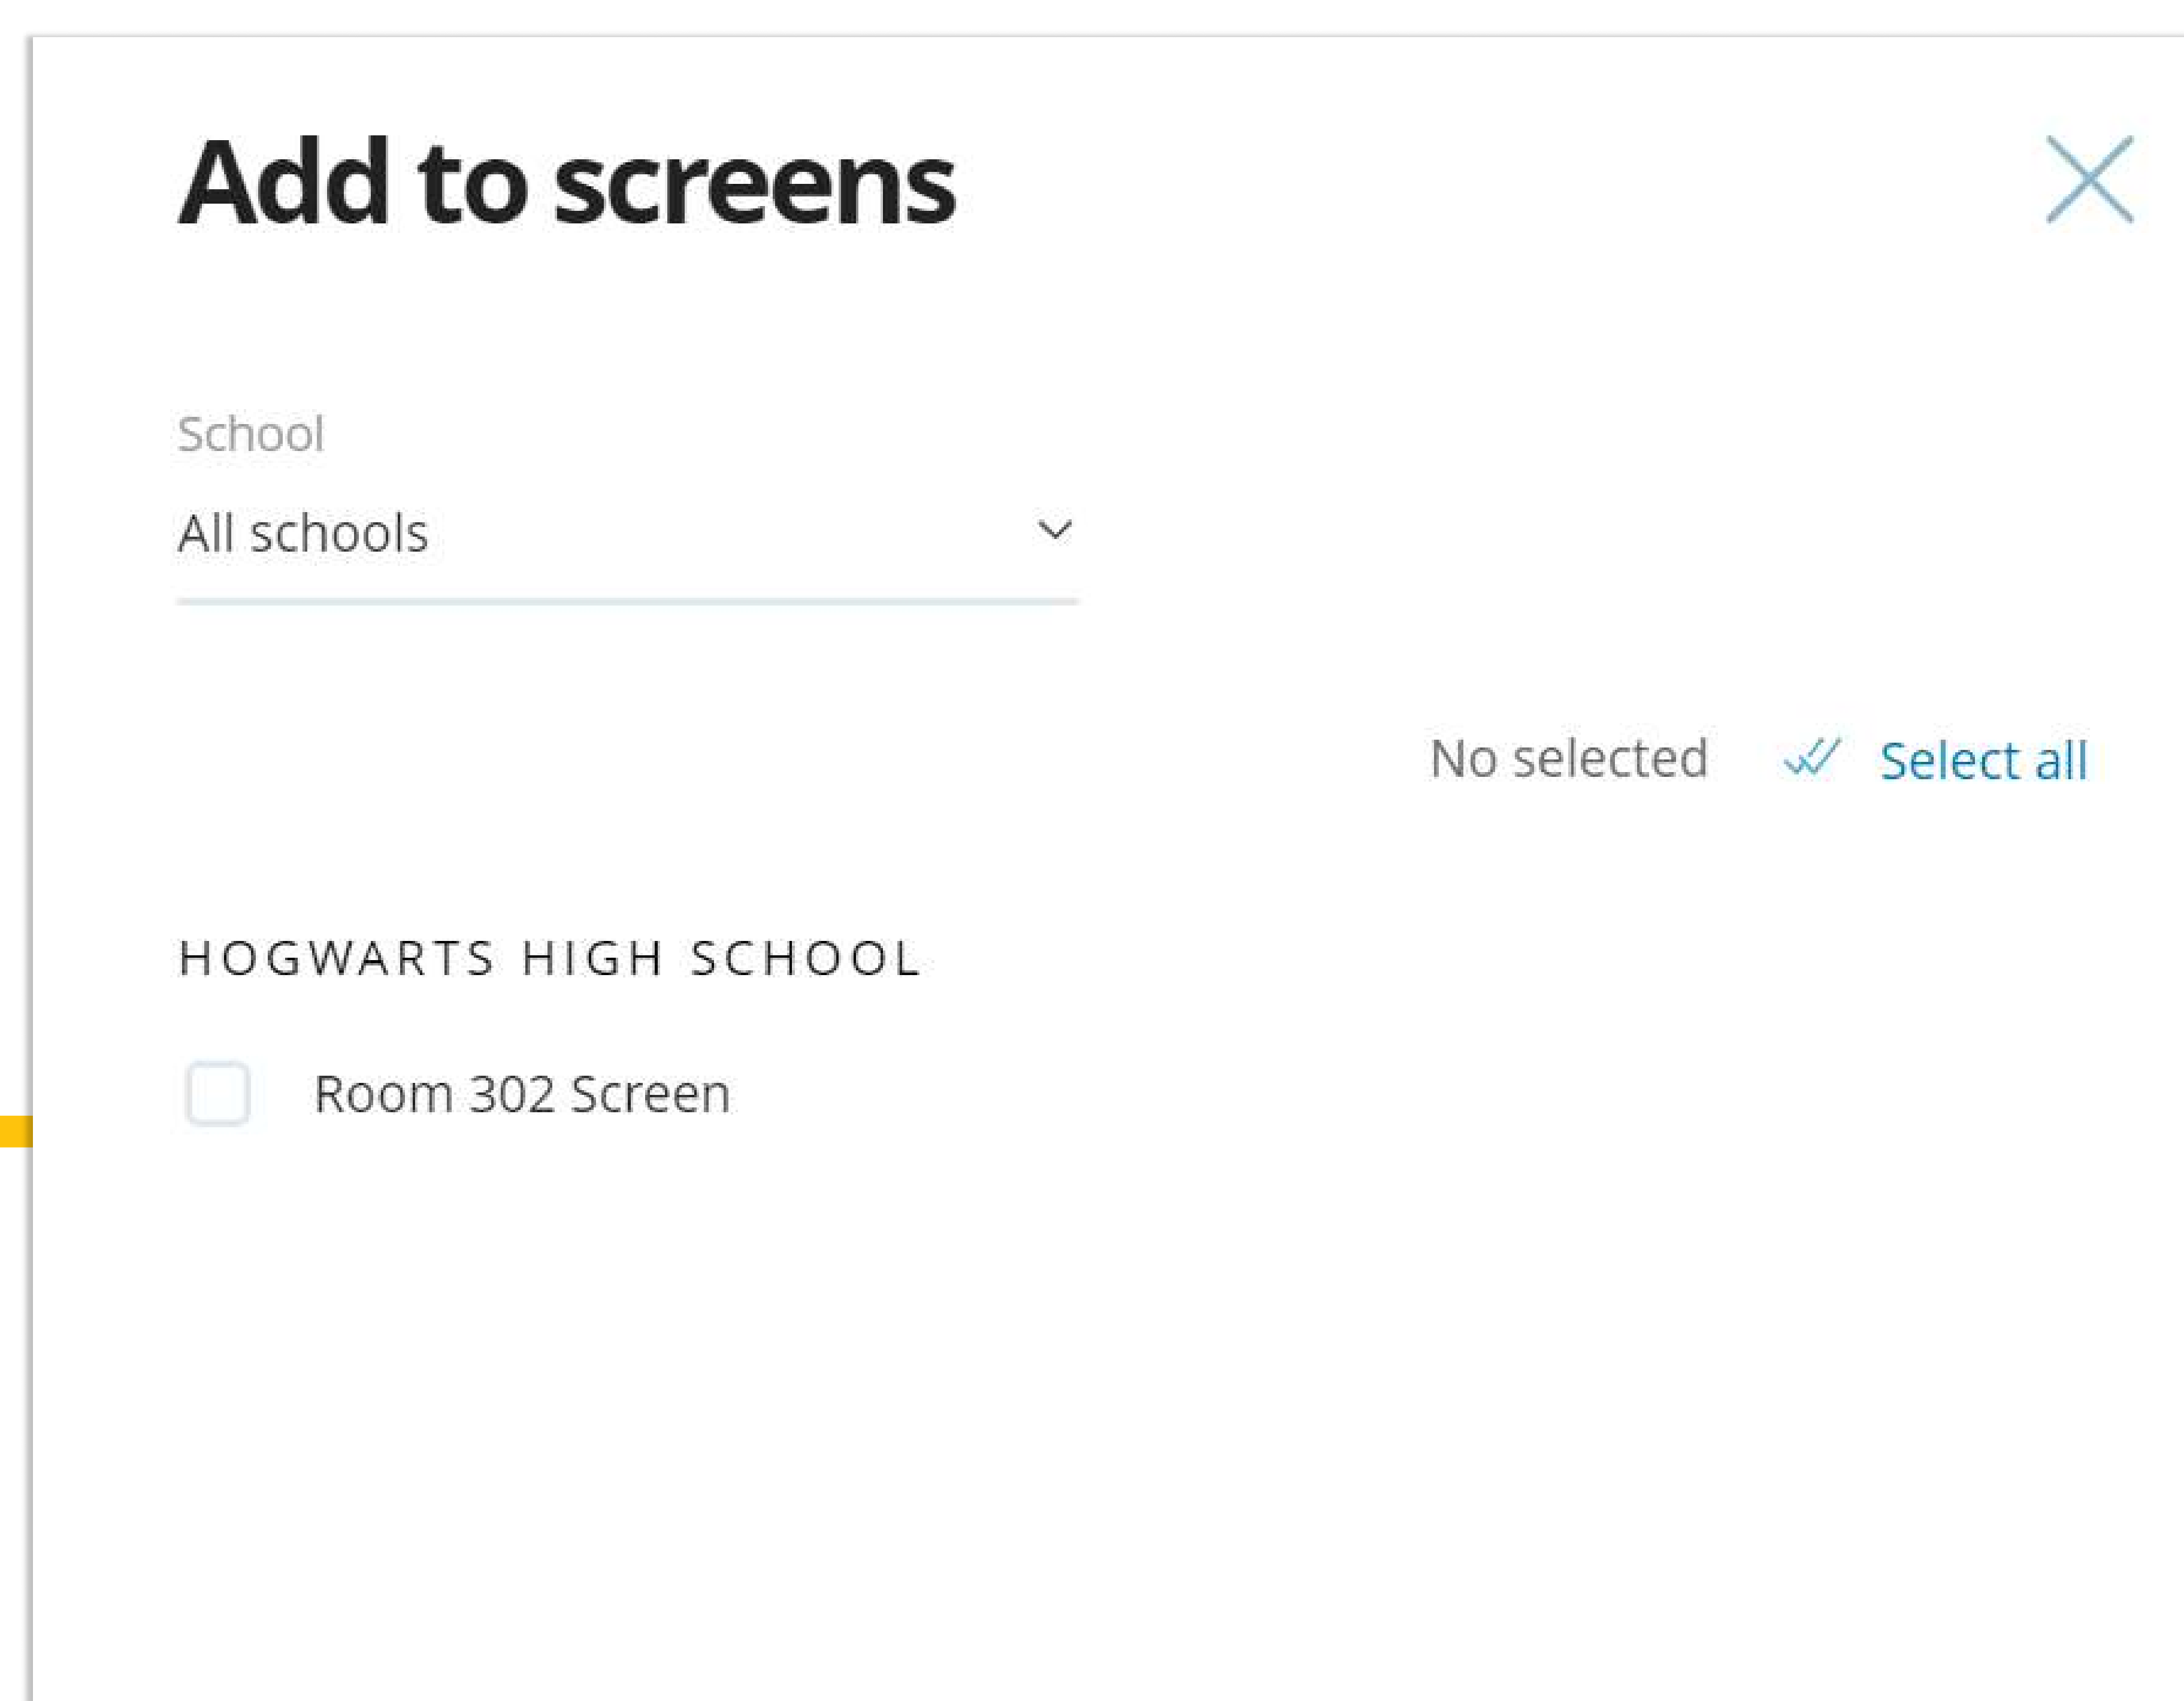 Add to screens
School
All schools
No selected Select all
HOGWARTS HIGH SCHOOL
Room 302 Screen